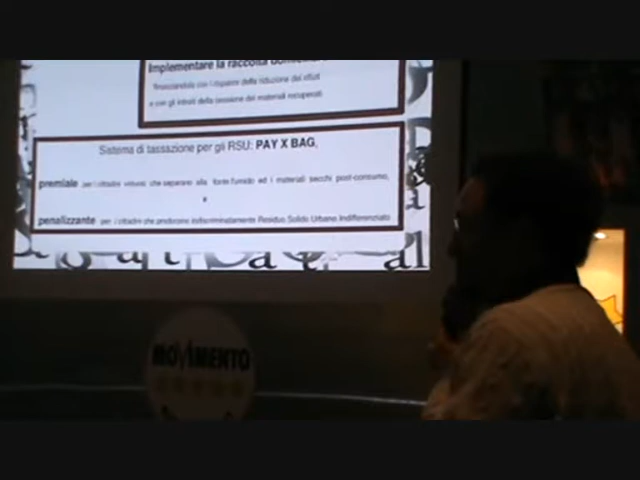 Implementare la raccolta
finanziandola con i risparmi della riduzione dei rifiuti
e con gli introiti della cessione dei materiali recuperati
Sistema di tassazione per gli RSU: PAY X BAG,
premiale per i cittadini virtuosi che separano alla fonte l'umido ed i materiali secchi post-consumo,
e
penalizzante per i cittadini che producono indiscriminatamente Residuo Solido Urbano Indifferenziato
MOVIMENTO